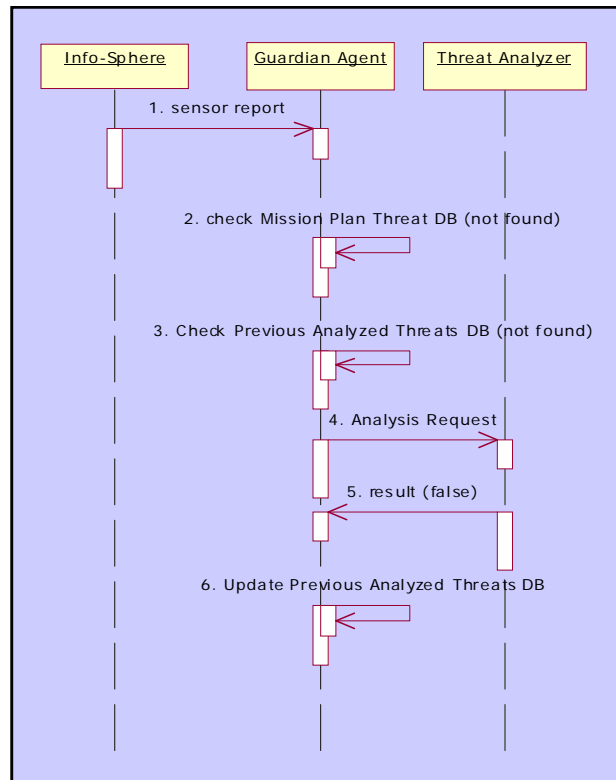 Info-Sphere
Guardian Agent
Threat Analyzer
1. sensor report
2. check Mission Plan Threat DB (not found)
3. Check Previous Analyzed Threats DB (not found)
4. Analysis Request
5. result (false)
6. Update Previous Analyzed Threats DB